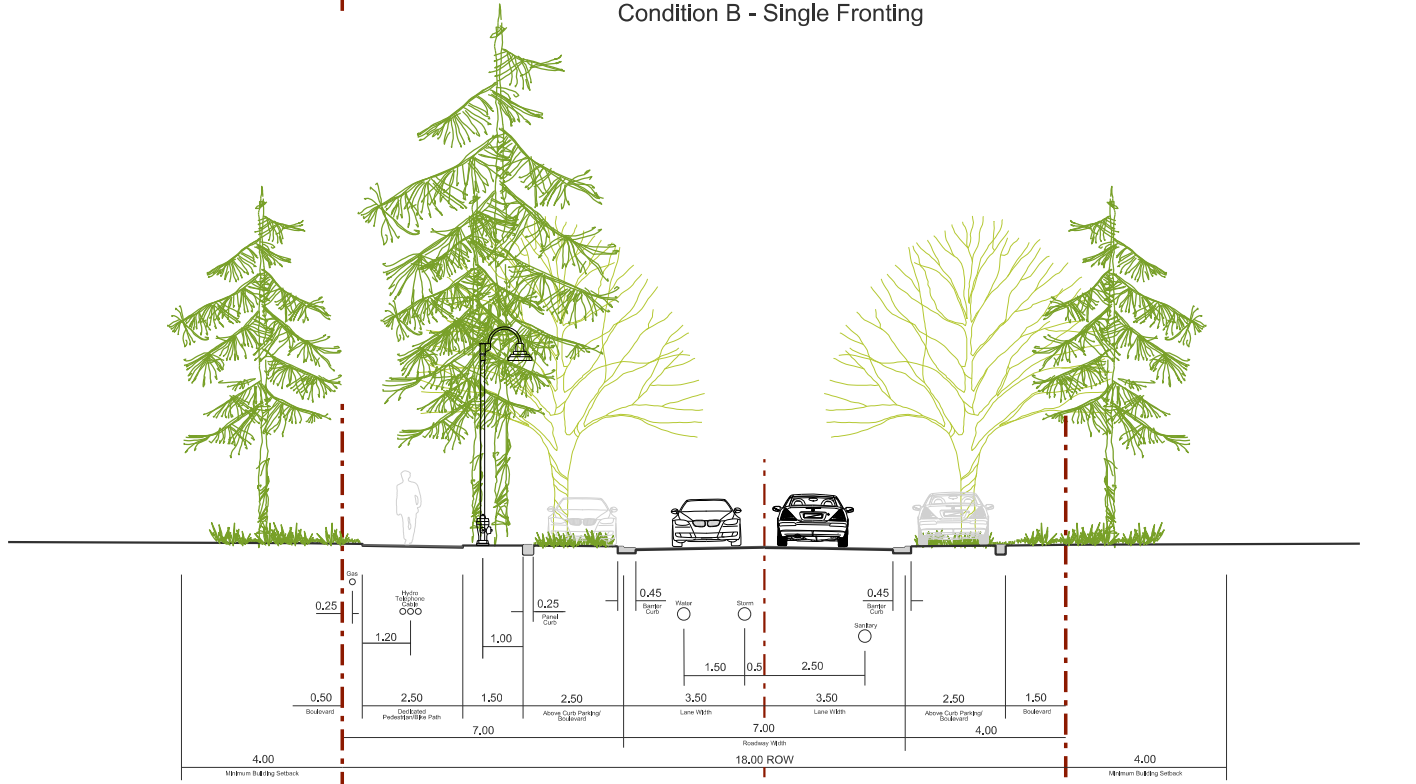 Condition B - Single Fronting
Gas
0.25
Hydro
Telephone
Cable
1.20
1.00
0.25
Panel
Curb
0.45
Barrier
Curb
Water
Storm
0.45
Barrier
Curb
Sanitary
1.50
0.5
2.50
0.50
Boulevard
2.50
Dedicated
Pedestrian/Bike Path
1.50
2.50
Above Curb Parking/
Boulevard
3.50
Lane Width
3.50
Lane Width
2.50
Above Curb Parking/
Boulevard
1.50
Boulevard
7.00
7.00
Roadway Width
4.00
4.00
Minimum Building Setback
18.00 ROW
4.00
Minimum Building Setback